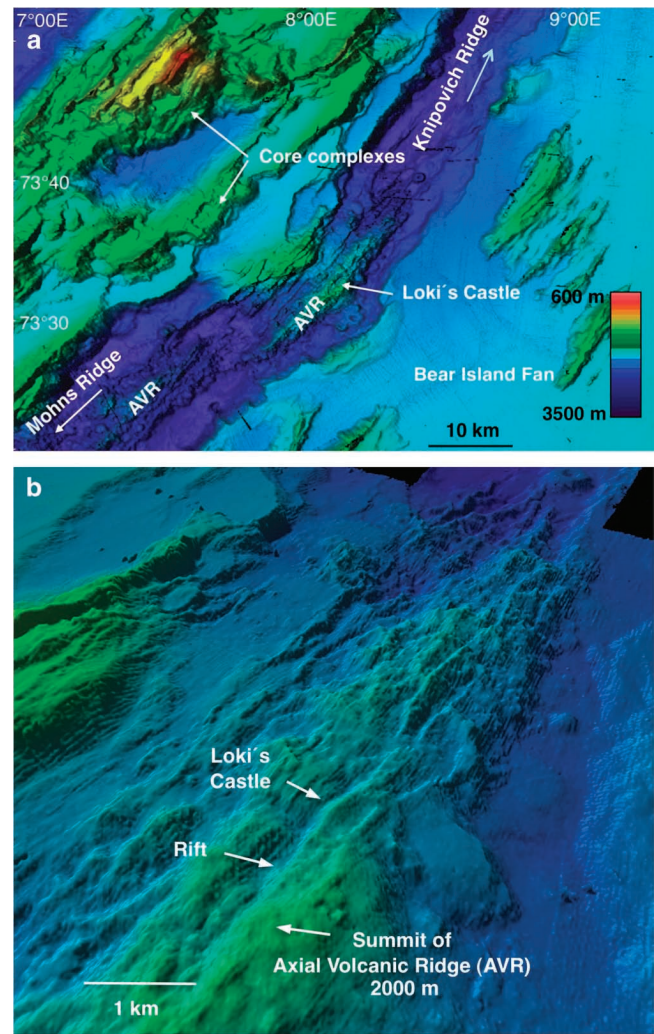 a
7°00E
8°00E
9°00E
Knipovich Ridge
Core complexes
73°40
Loki´s Castle
600 m
73°30
AVR
Mohns Ridge
AVR
Bear Island Fan
3500 m
10 km
b
Loki´s
Castle
Rift
Summit of
Axial Volcanic Ridge (AVR)
2000 m
1 km